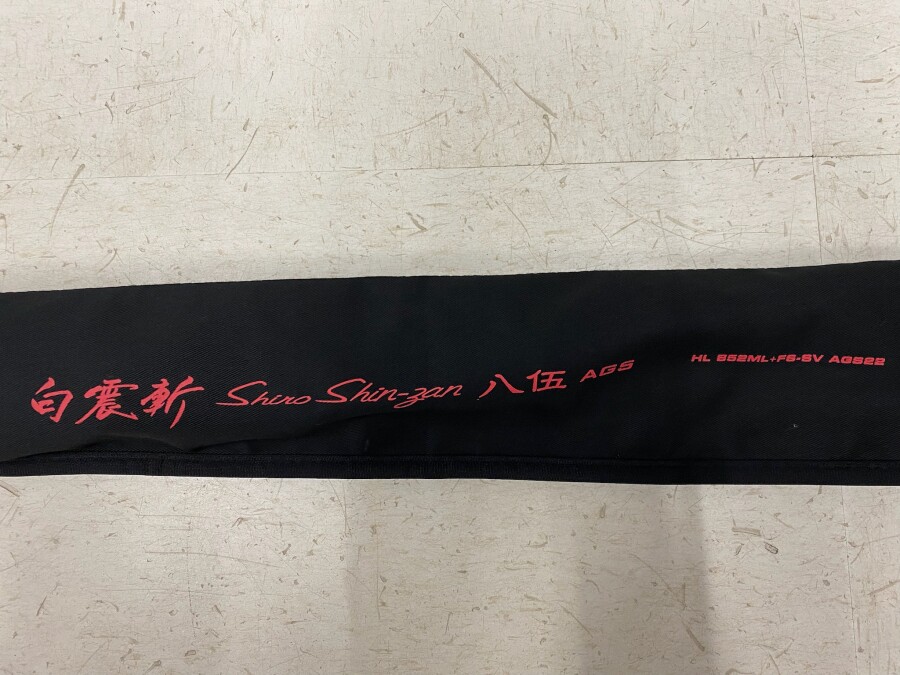 白震斬 Shiro Shin-zan 八伍 AGS
HL 852ML+FS-SV AGS22